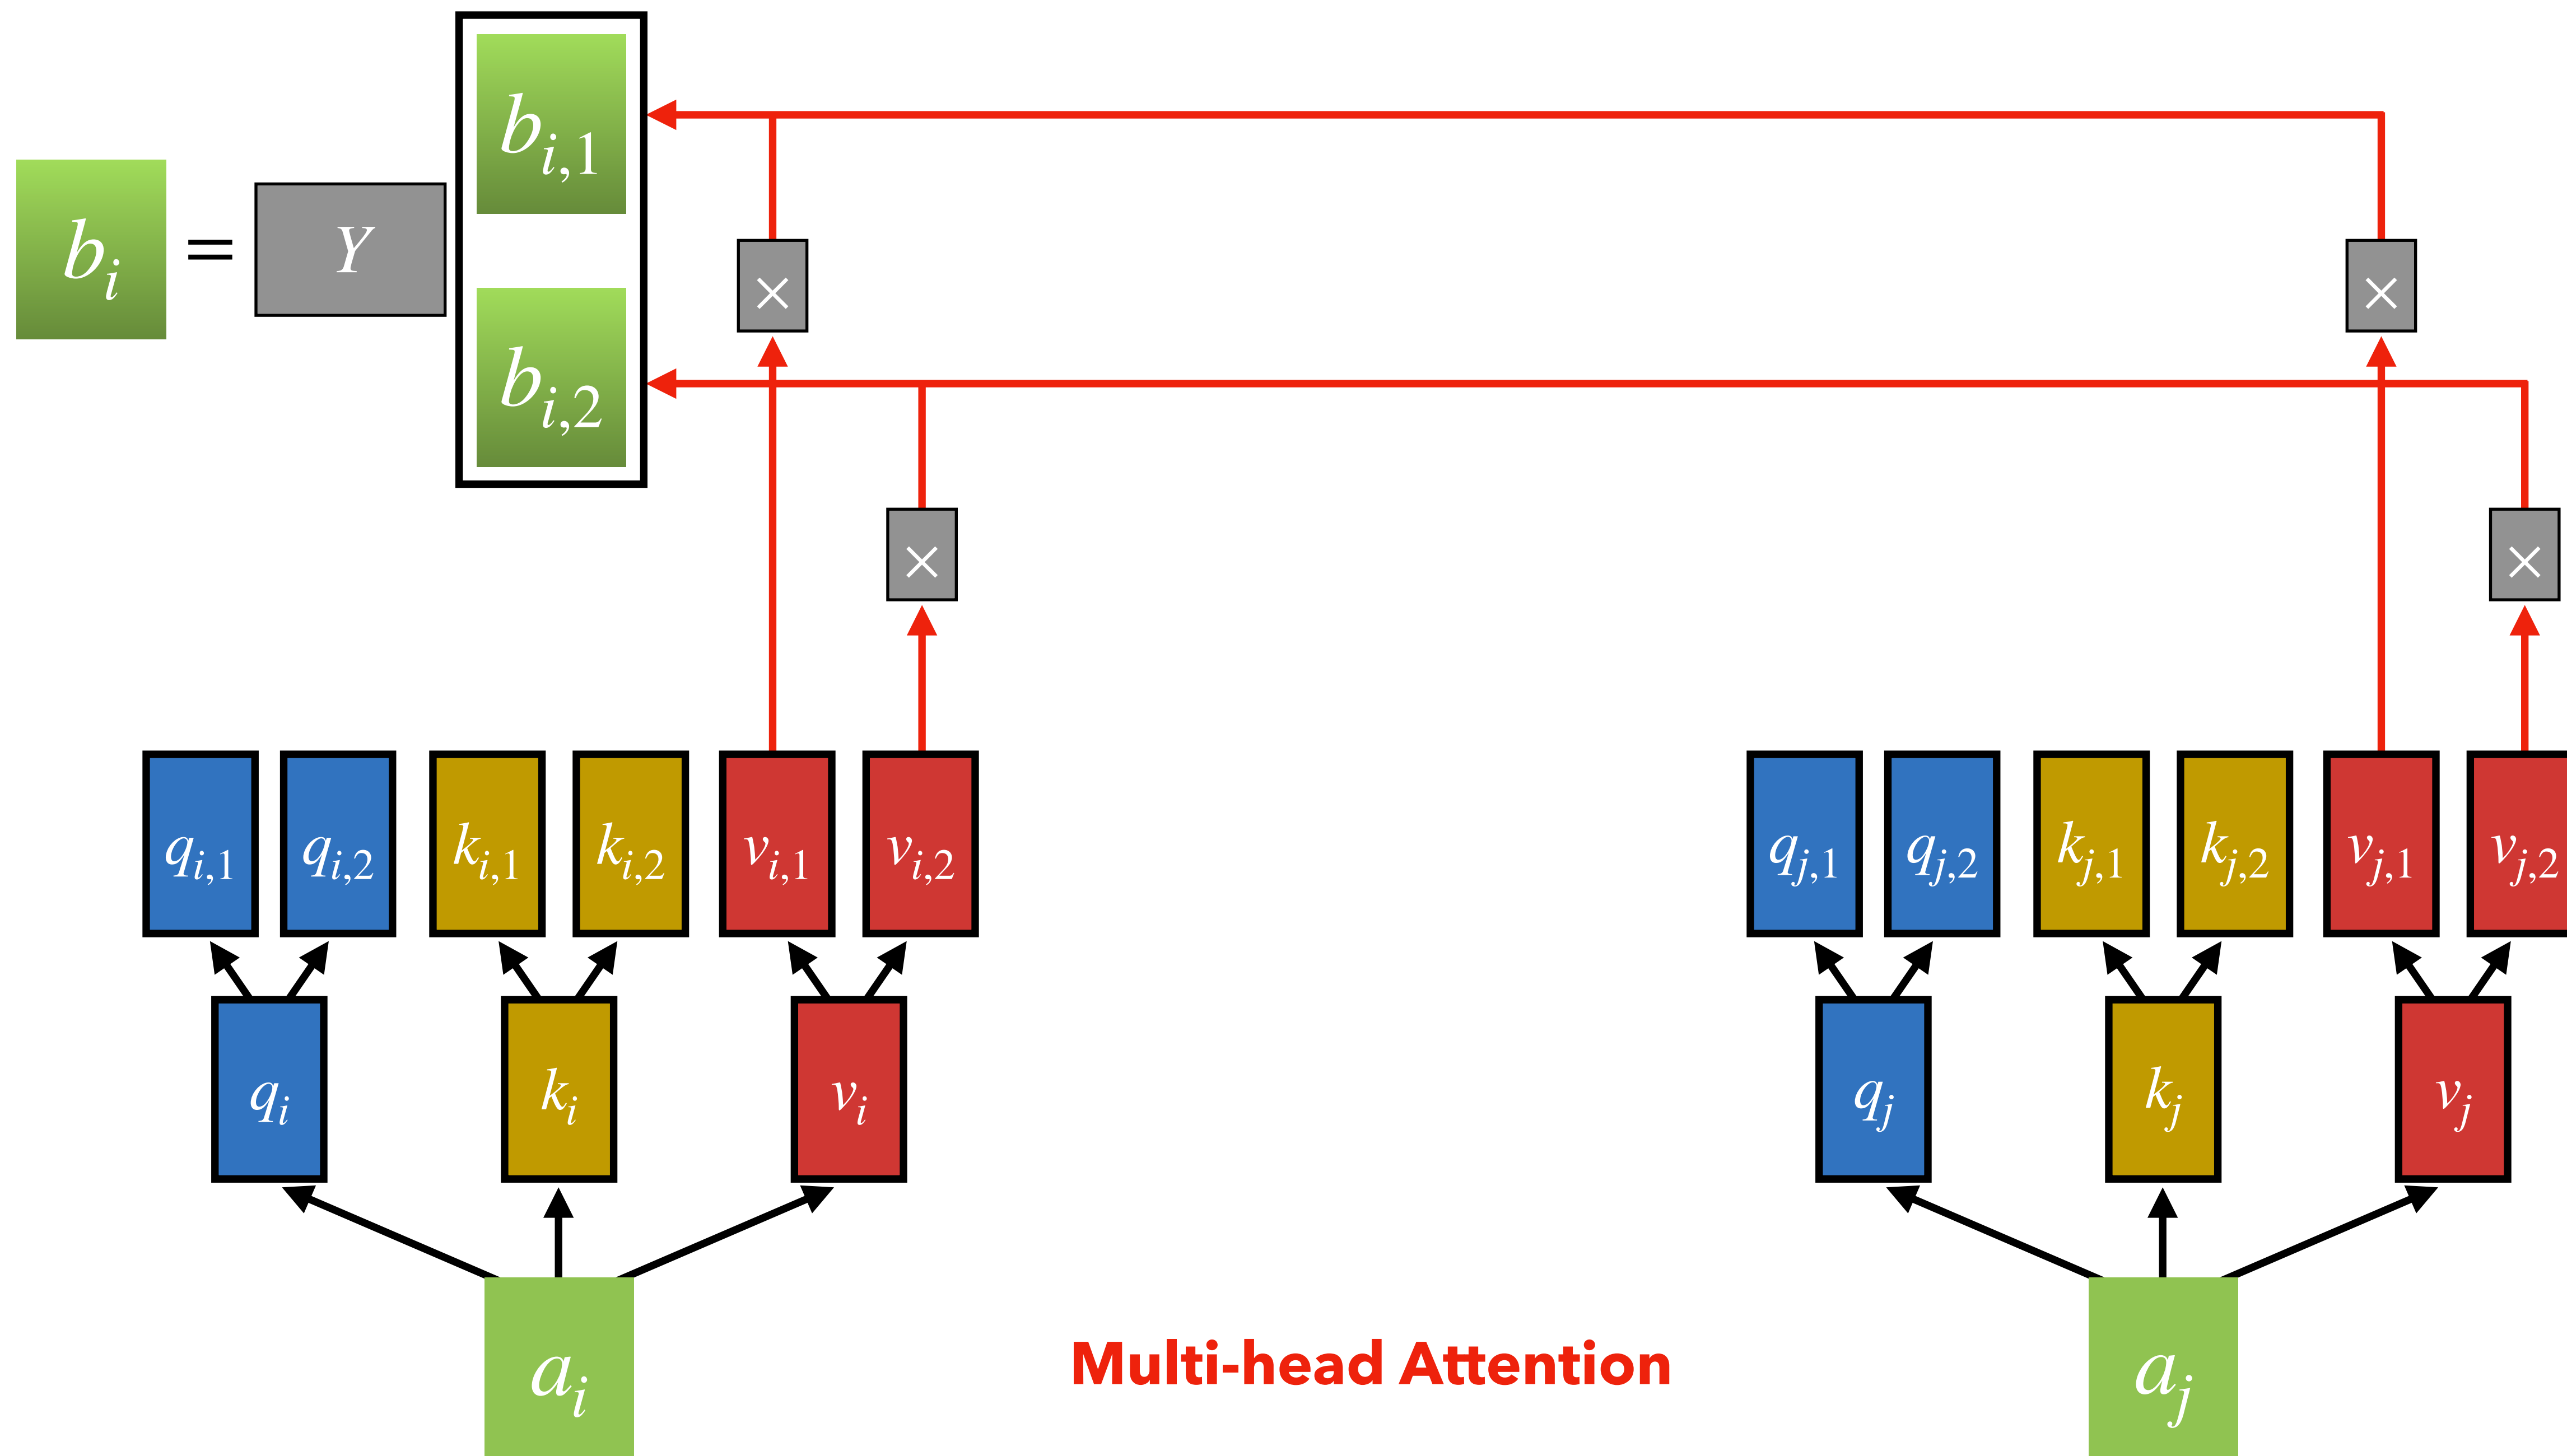 b_{i,1}
b_i = Y
× ×
b_{i,2}
× ×
q_{i,1} q_{i,2} k_{i,1} k_{i,2} v_{i,1} v_{i,2} q_{j,1} q_{j,2} k_{j,1} k_{j,2} v_{j,1} v_{j,2}
q_i k_i v_i q_j k_j v_j
Multi-head Attention
a_i a_j